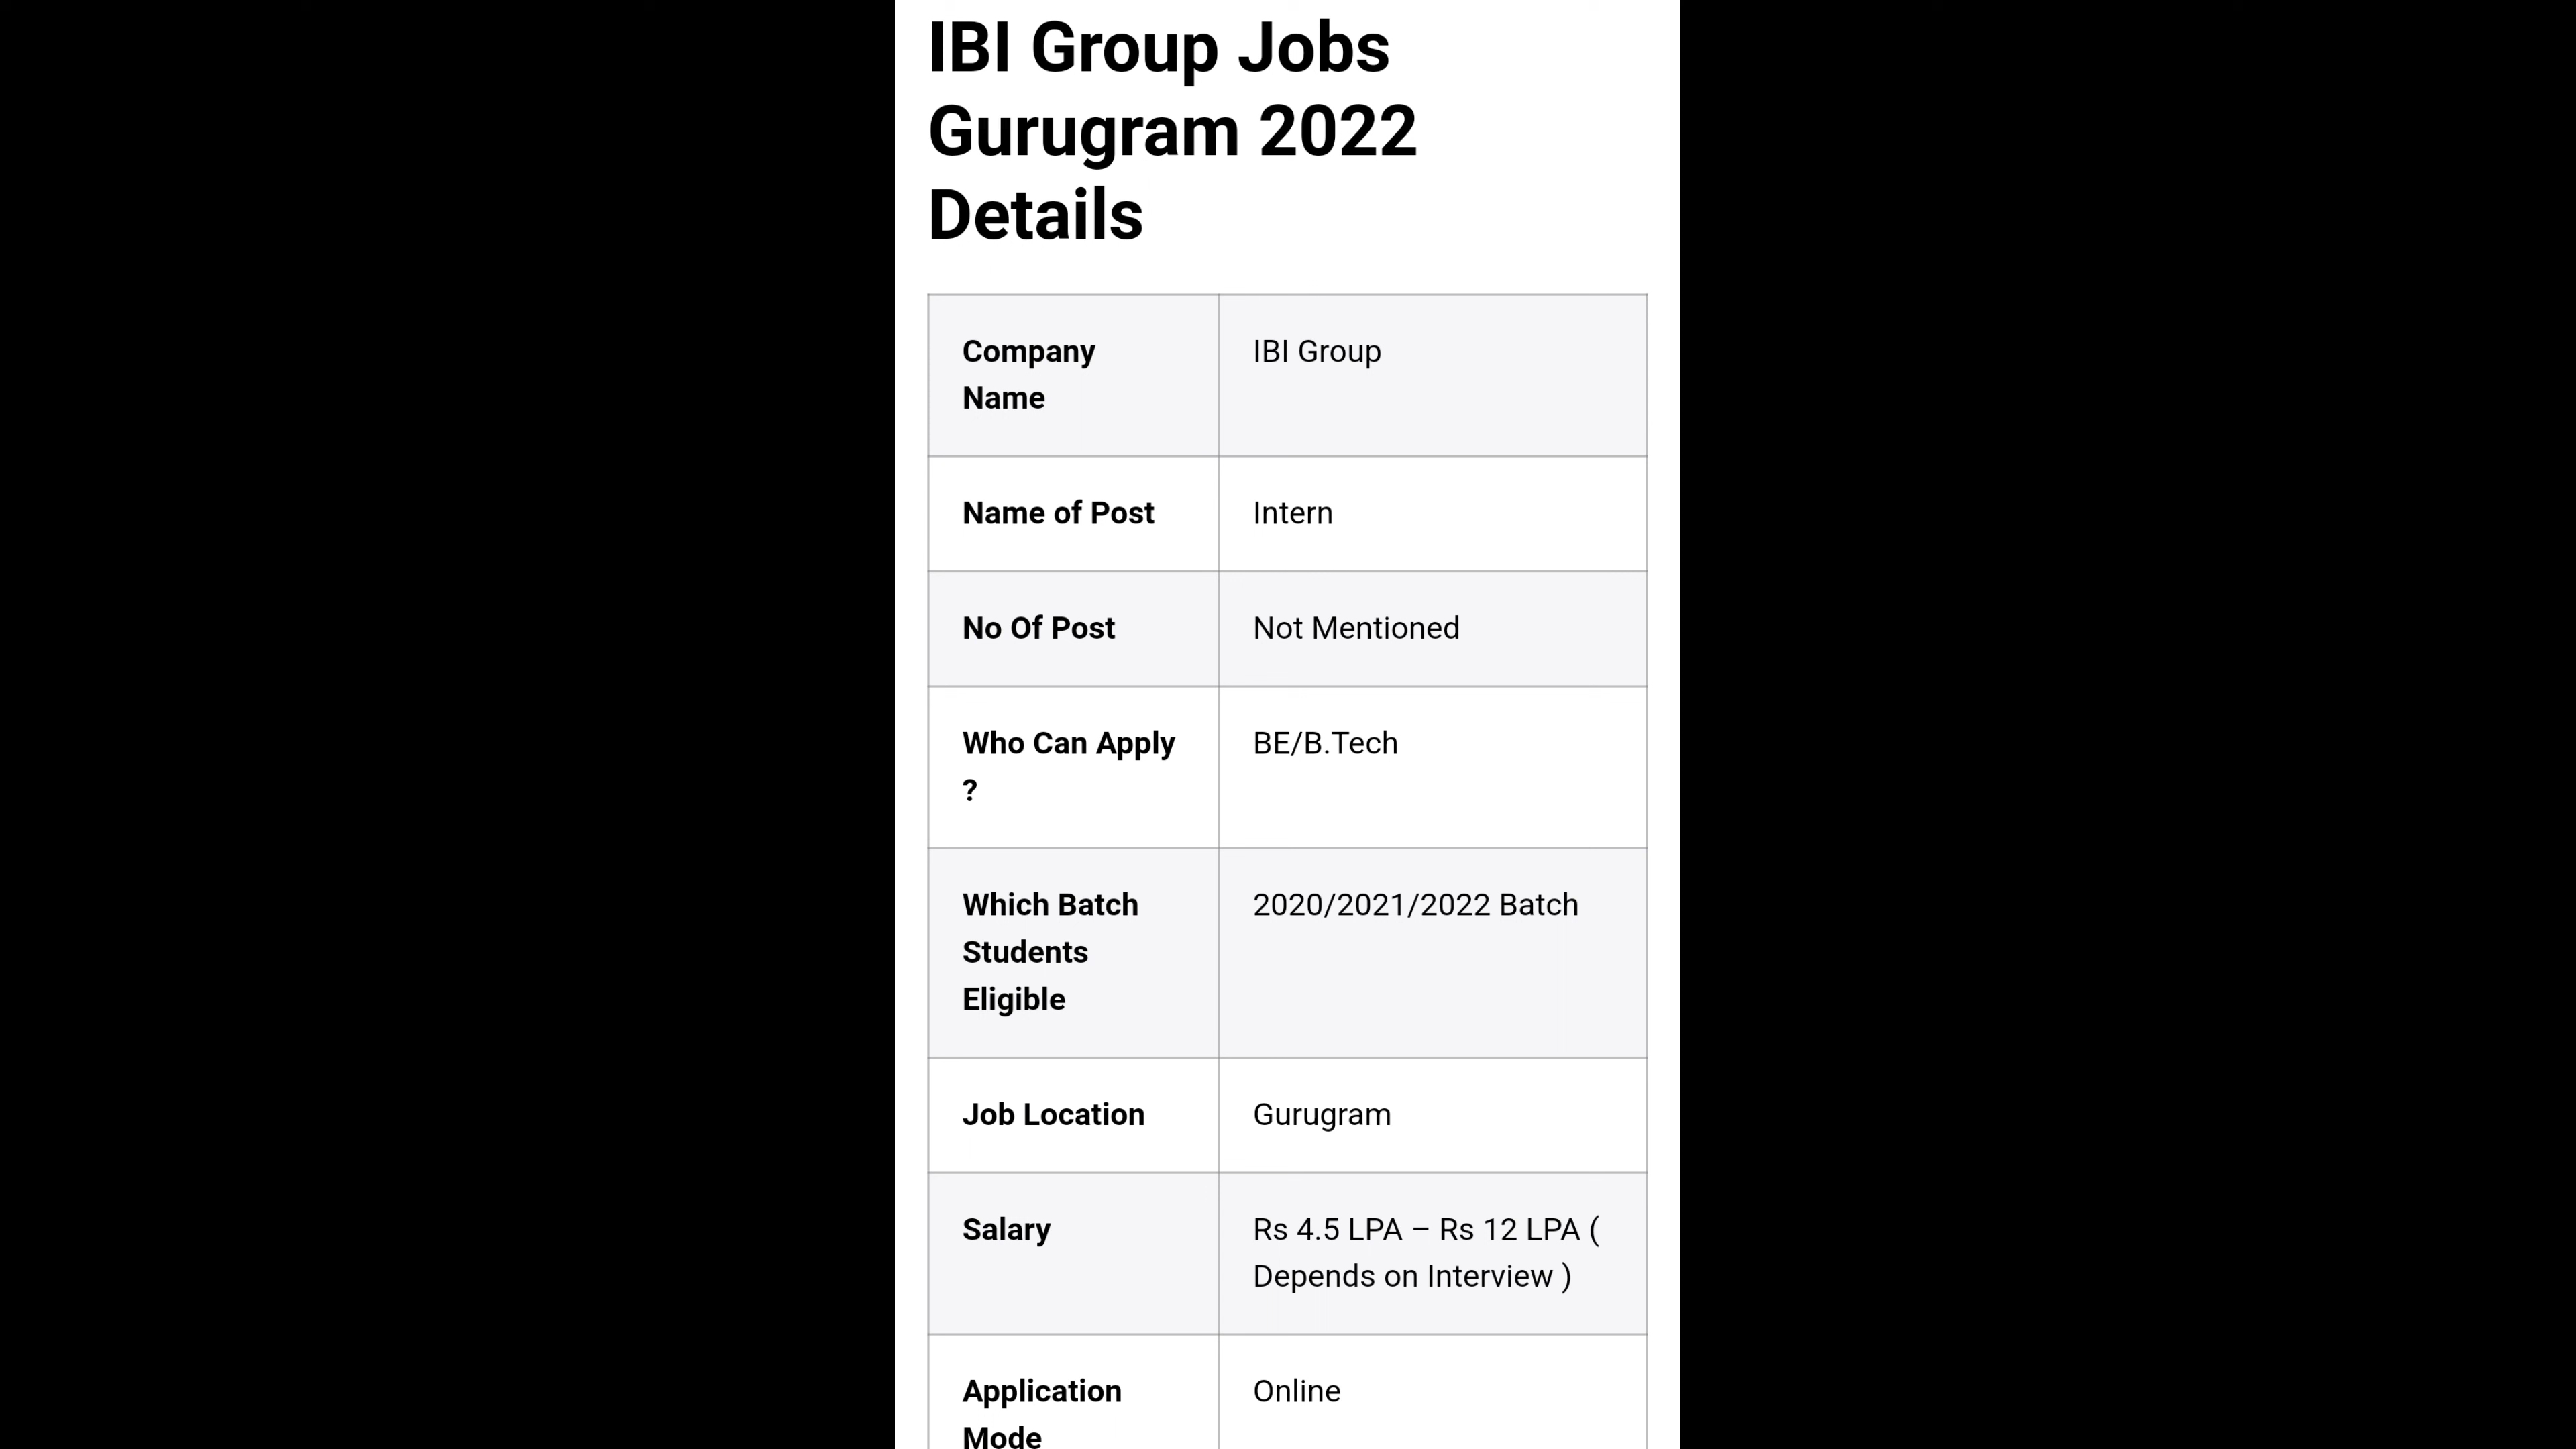 IBI Group Jobs
Gurugram 2022
Details
Company
Name
IBI Group
Name of Post
Intern
No Of Post
Not Mentioned
Who Can Apply
?
BE/B.Tech
Which Batch
Students
Eligible
2020/2021/2022 Batch
Job Location
Gurugram
Salary
Rs 4.5 LPA – Rs 12 LPA (
Depends on Interview )
Application
Mode
Online